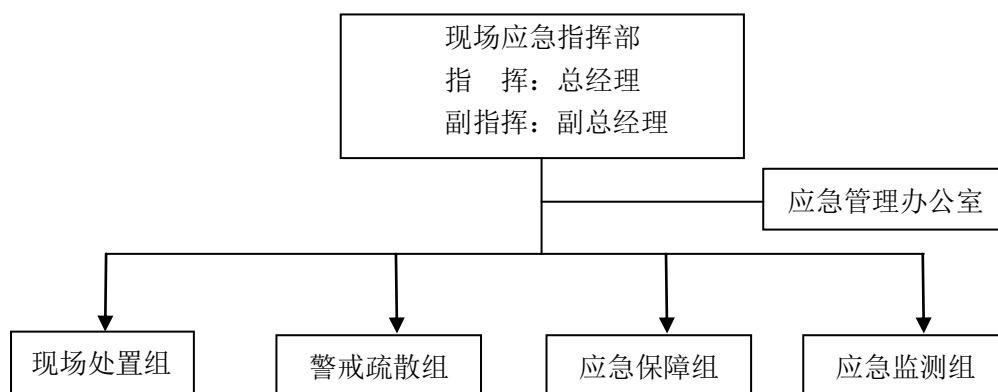 现场应急指挥部
指　挥：总经理
副指挥：副总经理
应急管理办公室
现场处置组
警戒疏散组
应急保障组
应急监测组